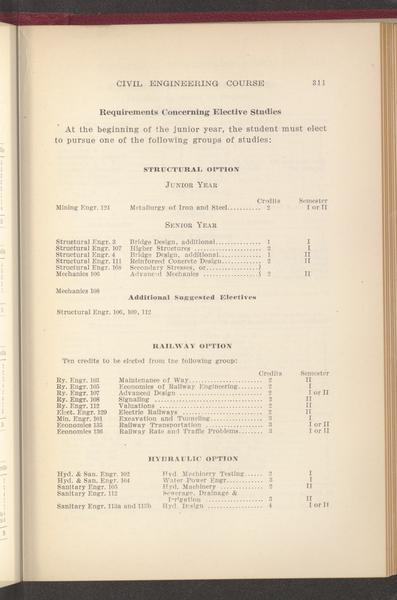 CIVIL ENGINEERING COURSE 311
Requirements Concerning Elective Studies
At the beginning of the junior year, the student must elect
to pursue one of the following groups of studies:
STRUCTURAL OPTION
JUNIOR YEAR
Credits Semester
Mining Engr. 124 Metallurgy of Iron and Steel.......... 2 I or II
SENIOR YEAR
Structural Engr. 3 Bridge Design, additional.............. 1 I
Structural Engr. 107 Higher Structures .................... 2 I
Structural Engr. 4 Bridge Design, additional............. 1 II
Structural Engr. 111 Reinforced Concrete Design............ 2 II
Structural Engr. 108 Secondary Stresses, or................}
Mechanics 106 Advanced Mechanics ................{ 2 II
Mechanics 108
Additional Suggested Electives
Structural Engr. 106, 109, 112
RAILWAY OPTION
Ten credits to be elected from the following group:
Credits Semester
Ry. Engr. 103 Maintenance of Way...................... 2 II
Ry. Engr. 105 Economics of Railway Engineering....... 2 I
Ry. Engr. 107 Advanced Design ....................... 2 I or II
Ry. Engr. 108 Signaling ............................. 2 II
Ry. Engr. 112 Valuations ............................ 2 II
Elect. Engr. 129 Electric Railways ..................... 2 II
Min. Engr. 101 Excavation and Tunneling............... 3 I
Economics 135 Railway Transportation ................ 3 I or II
Economics 136 Railway Rate and Traffic Problems....... 3 I or II
HYDRAULIC OPTION
Hyd. & San. Engr. 102 Hyd. Machinery Testing...... 2 I
Hyd. & San. Engr. 104 Water Power Engr............ 3 I
Sanitary Engr. 105 Hyd. Machinery .............. 2 II
Sanitary Engr. 112 Sewerage, Drainage &
Irrigation .................. 3 II
Sanitary Engr. 113a and 113b Hyd. Design .................. 4 I or II